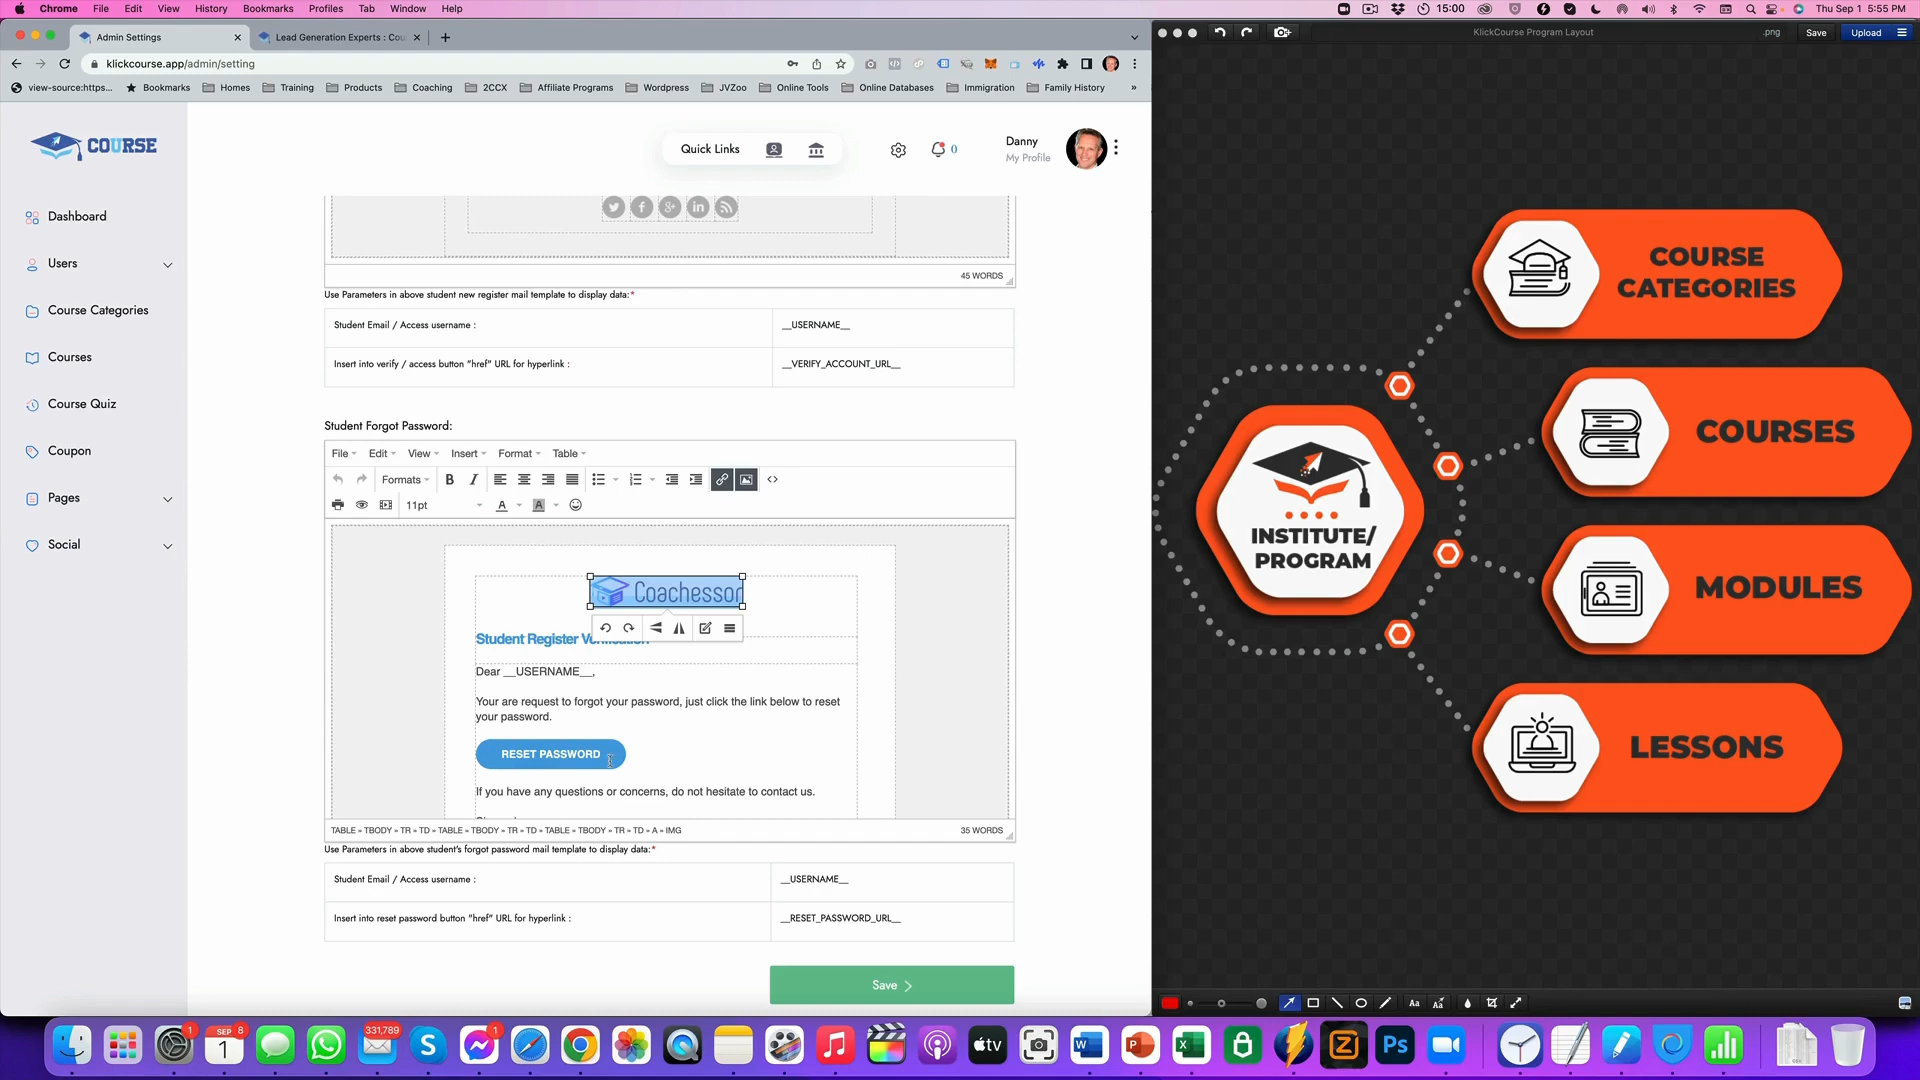 Chrome File Edit View History Bookmarks Profiles Tab Window Help
15:00 Thu Sep 1 5:55 PM
Admin Settings
Lead Generation Experts : Cou
KlickCourse Program Layout
.png
Save
Upload
klickcourse.app/admin/setting
view-source:https...
Bookmarks
Homes
Training
Products
Coaching
2CCX
Affiliate Programs
Wordpress
JVZoo
Online Tools
Online Databases
Immigration
Family History
»
COURSE
Quick Links
0
Danny
My Profile
Dashboard
Users
Course Categories
Courses
Course Quiz
Coupon
Pages
Social
45 WORDS
Use Parameters in above student new register mail template to display data:*
Student Email / Access username :
__USERNAME__
Insert into verify / access button "href" URL for hyperlink :
__VERIFY_ACCOUNT_URL__
Student Forgot Password:
File Edit View Insert Format Table
Formats B I
11pt A A
Coachessor
Student Register
Dear __USERNAME__,
Your are request to forgot your password, just click the link below to reset
your password.
RESET PASSWORD
If you have any questions or concerns, do not hesitate to contact us.
TABLE » TBODY » TR » TD » TABLE » TBODY » TR » TD » TABLE » TBODY » TR » TD » A » IMG
35 WORDS
Use Parameters in above student's forgot password mail template to display data:*
Student Email / Access username :
__USERNAME__
Insert into reset password button "href" URL for hyperlink :
__RESET_PASSWORD_URL__
Save
COURSE
CATEGORIES
COURSES
INSTITUTE/
PROGRAM
MODULES
LESSONS
Aa
1
SEP
8
1
331,789
1
tv
W
P
X
Z
Ps